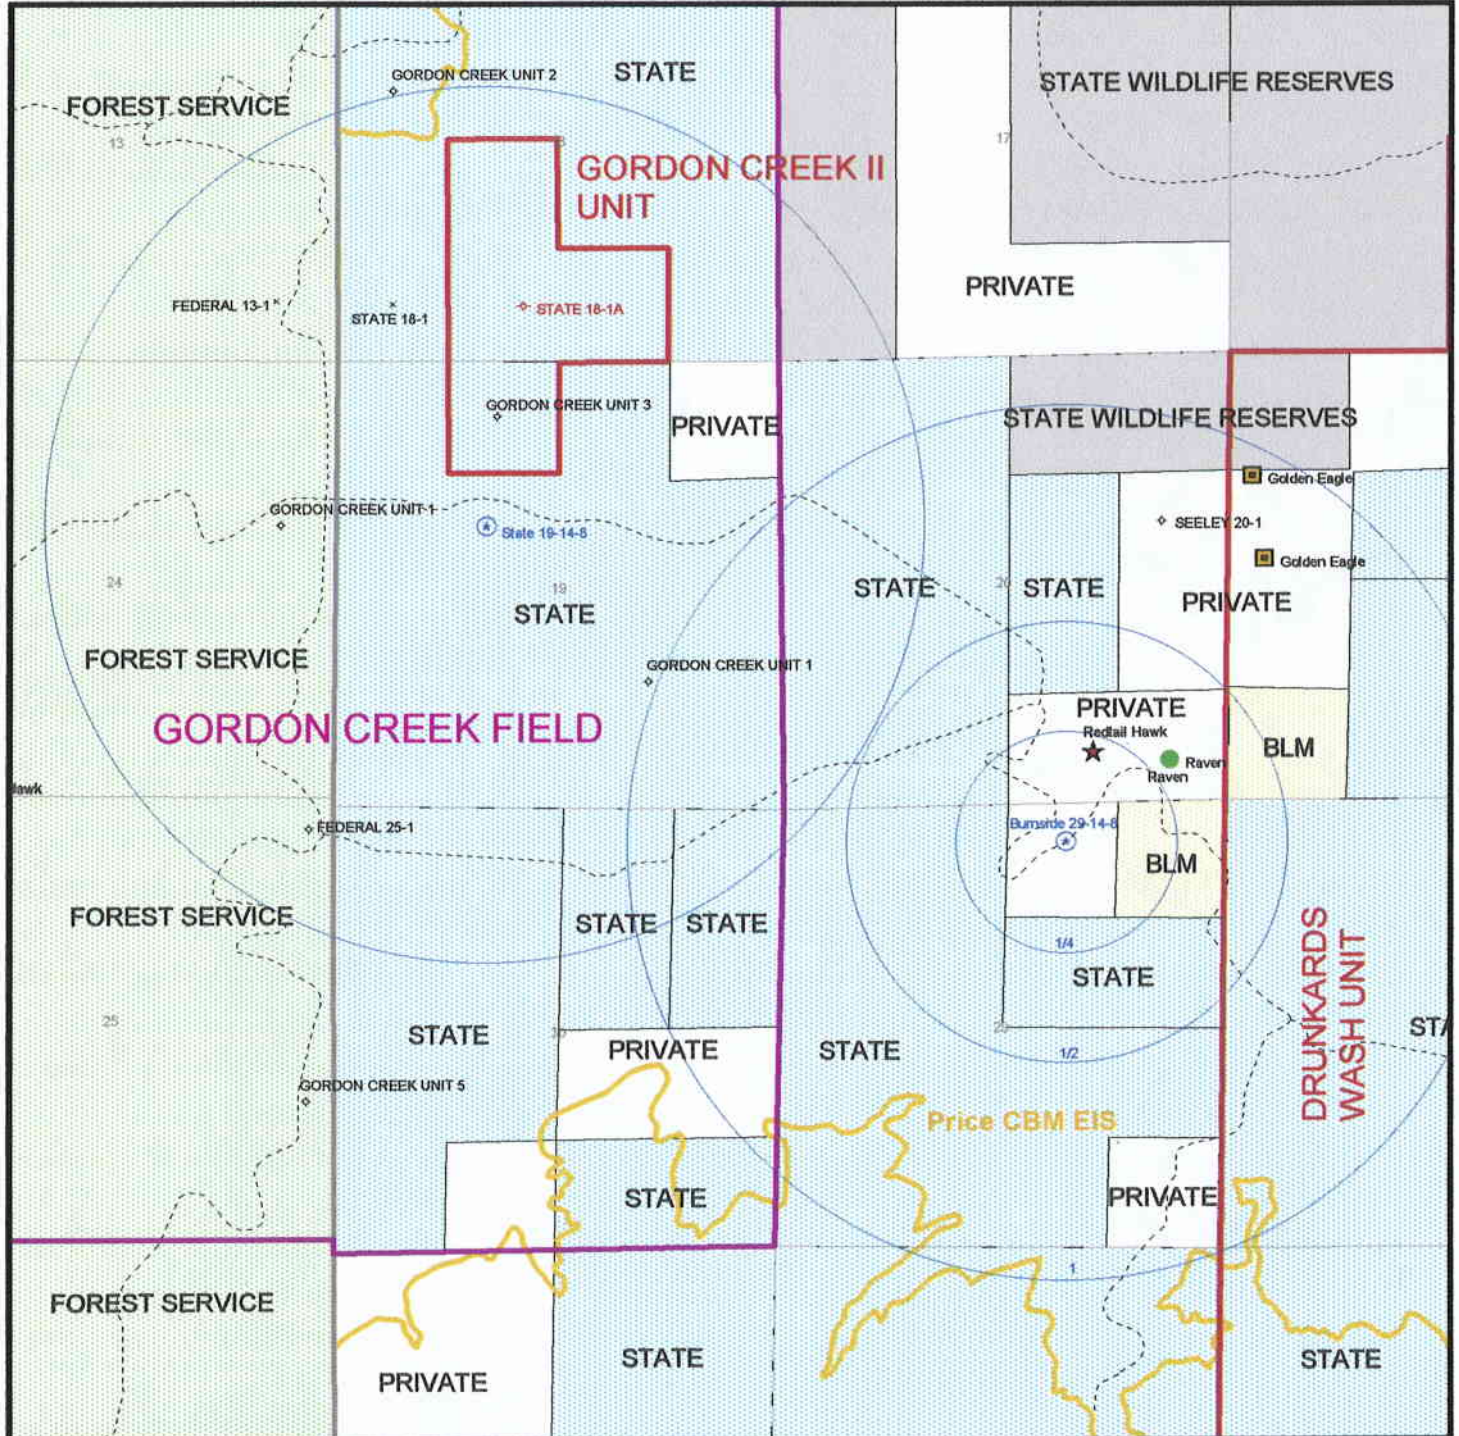 GORDON CREEK UNIT 2
STATE
STATE WILDLIFE RESERVES
FOREST SERVICE
13
17
GORDON CREEK II
UNIT
PRIVATE
FEDERAL 13-1
STATE 18-1
STATE 18-1A
GORDON CREEK UNIT 3
PRIVATE
STATE WILDLIFE RESERVES
Golden Eagle
GORDON CREEK UNIT 1
State 19-14-8
SEELEY 20-1
Golden Eagle
24
19
20
STATE
STATE
STATE
PRIVATE
FOREST SERVICE
GORDON CREEK UNIT 1
PRIVATE
GORDON CREEK FIELD
Redtail Hawk
BLM
Raven
Raven
Hawk
FEDERAL 25-1
Burnside 29-14-8
BLM
FOREST SERVICE
STATE
STATE
1/4
STATE
DRUNKARDS
WASH UNIT
25
STATE
30
29
STA
PRIVATE
STATE
1/2
GORDON CREEK UNIT 5
Price CBM EIS
STATE
PRIVATE
1
FOREST SERVICE
STATE
STATE
PRIVATE